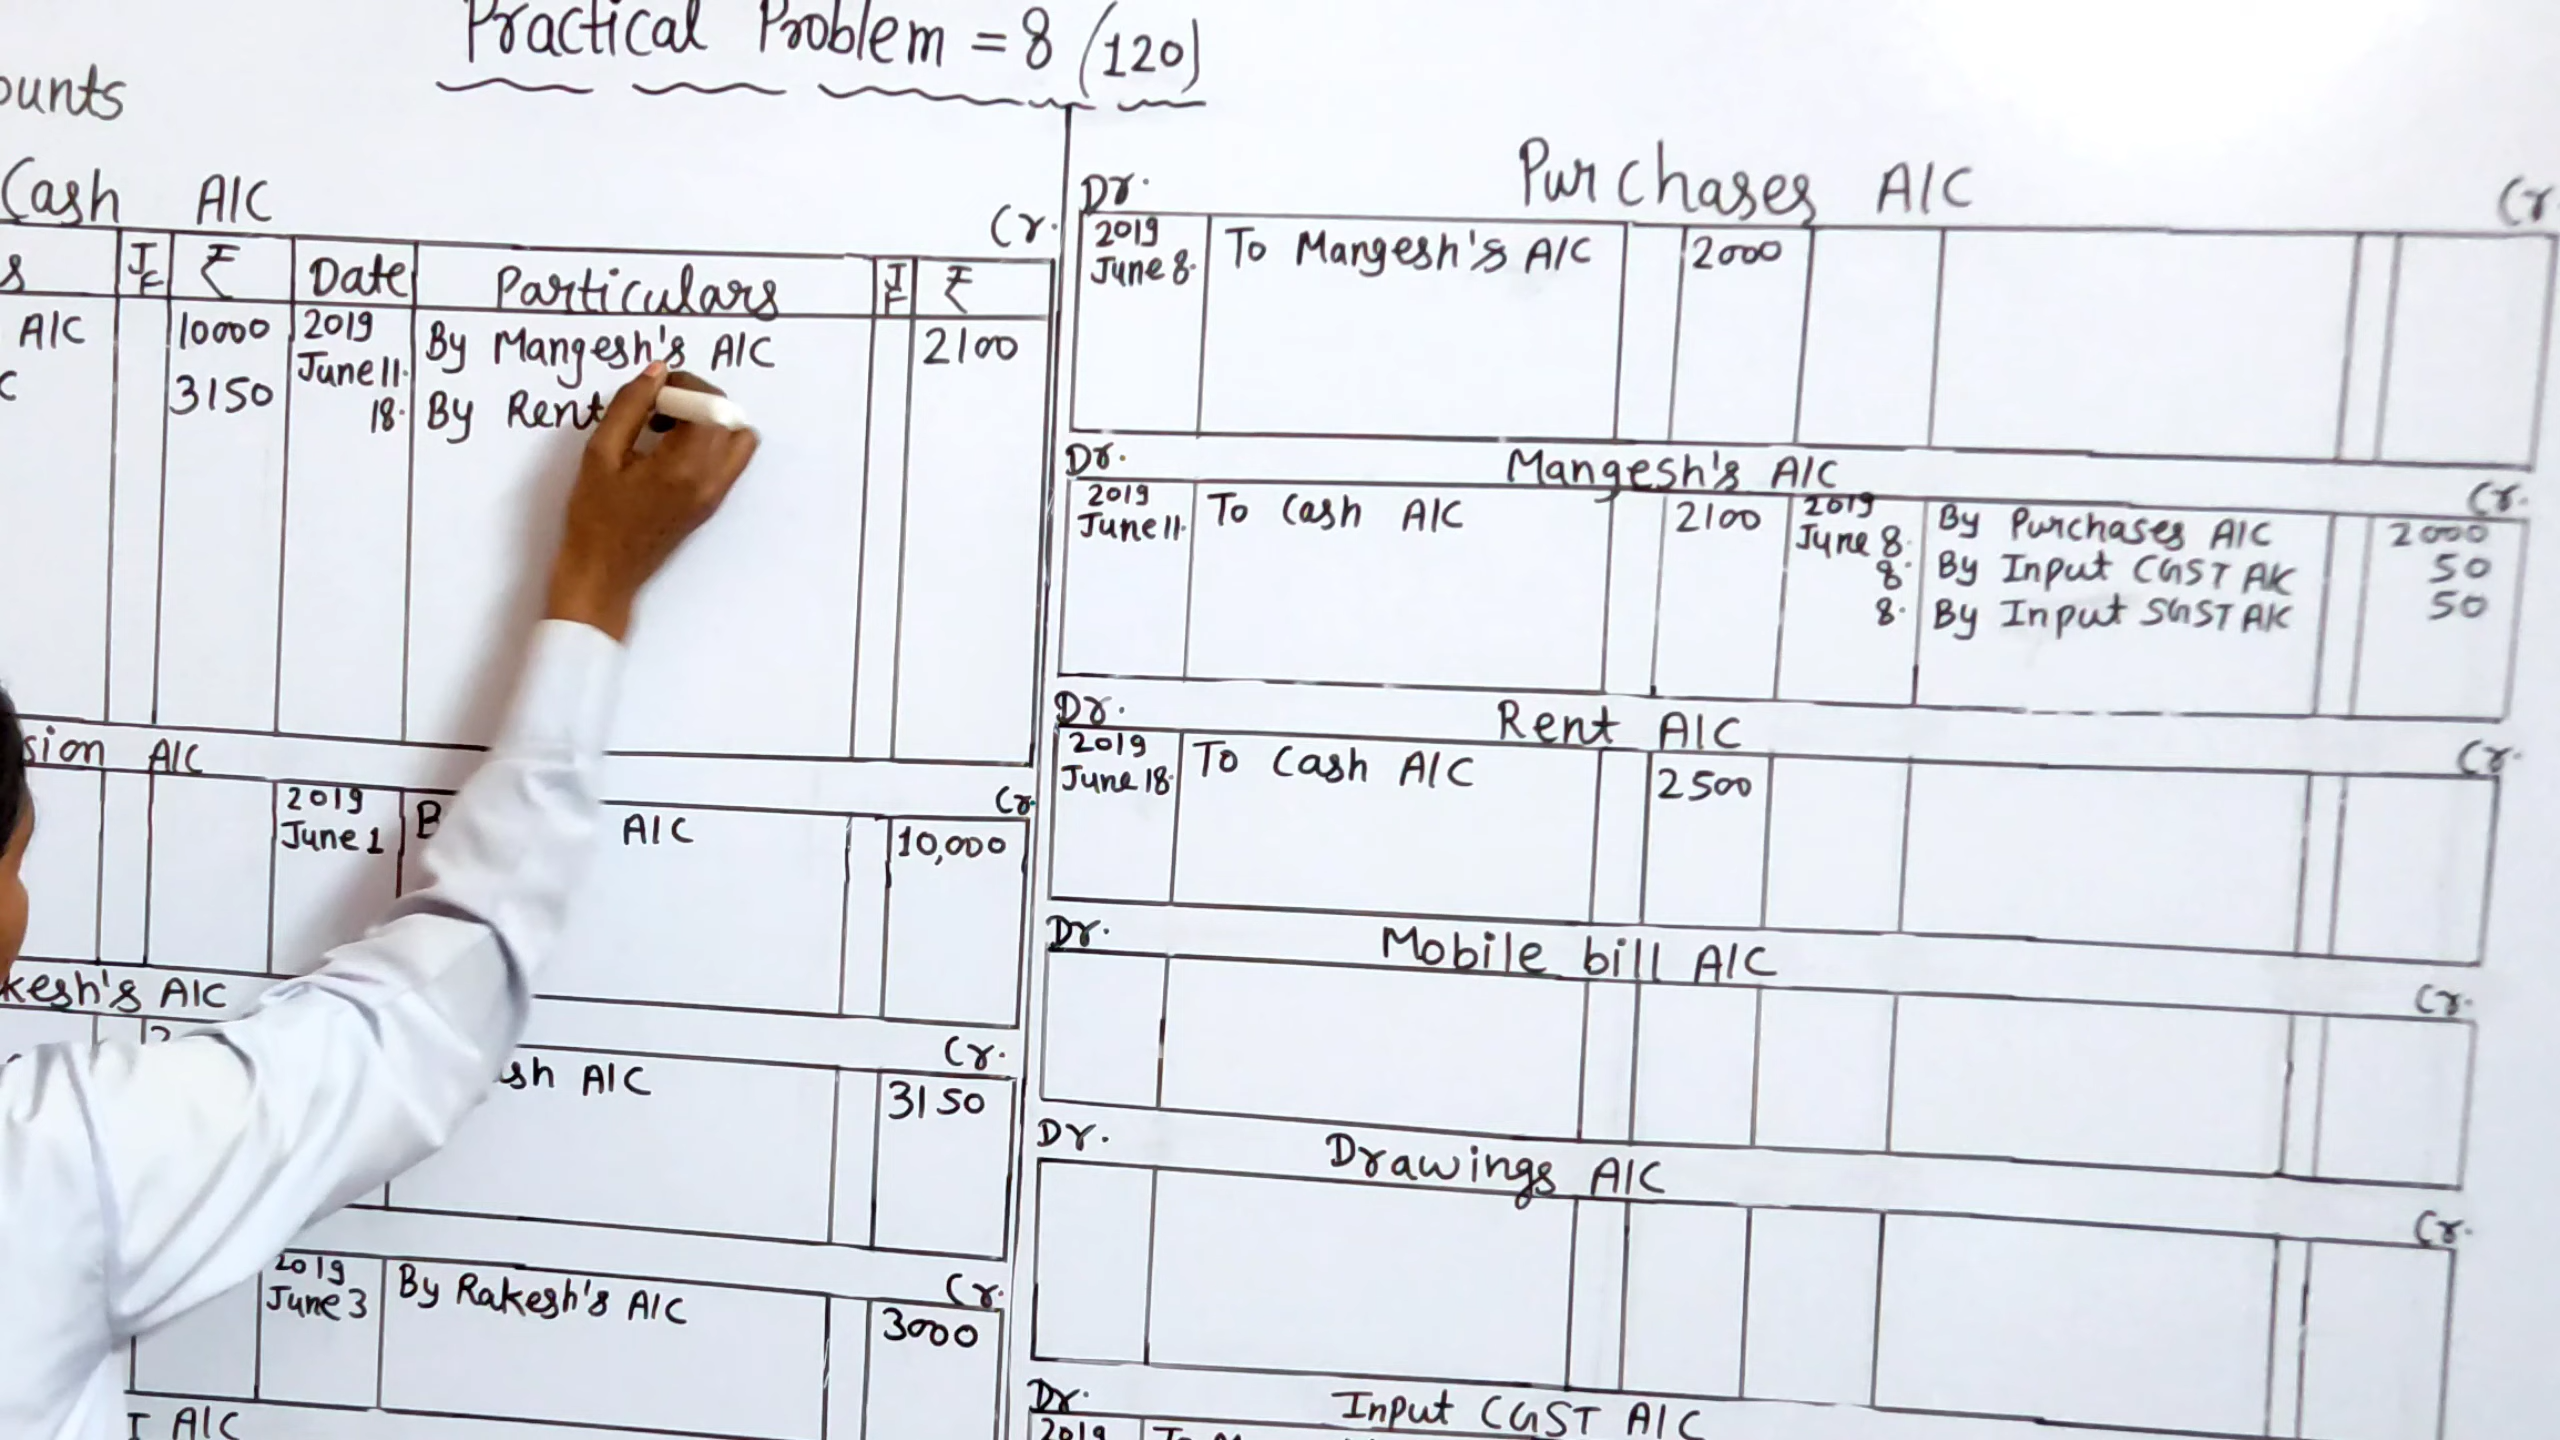 Practical Problem = 8 (120)
Cash A/C
Cr.
J.F ₹ Date Particulars J.F ₹
A/C 10000 2019 June 11. By Mangesh's A/C 2100
3150 18. By Rent
A/C
Cr.
2019 June 1 A/C 10,000
A/C
Cr.
A/C 3150
Cr.
2019 June 3 By Rakesh's A/C 3000
A/C
Purchases A/C
Dr. Cr.
2019 June 8. To Mangesh's A/C 2000
Dr. Mangesh's A/C Cr.
2019 June 11. To Cash A/C 2100 2019 June 8. By Purchases A/C 2000
8. By Input CGST A/C 50
8. By Input SGST A/C 50
Dr. Rent A/C Cr.
2019 June 18. To Cash A/C 2500
Dr. Mobile bill A/C Cr.
Dr. Drawings A/C Cr.
Dr. Input CGST A/C
2019